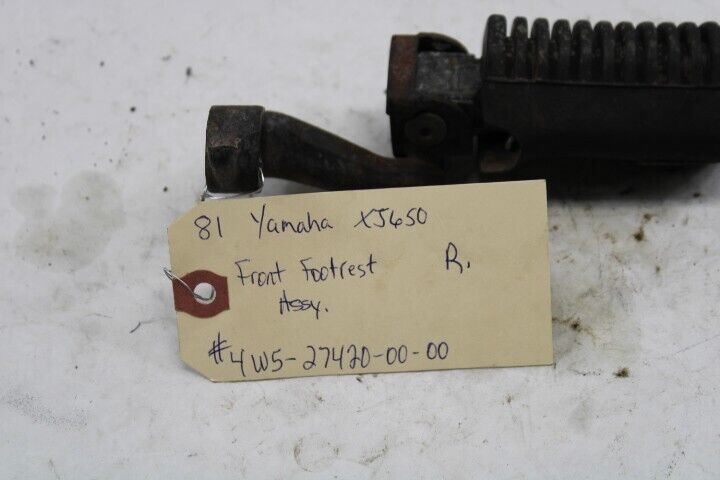 81 Yamaha XJ650
Front Footrest R.
Assy.
#4W5-27420-00-00